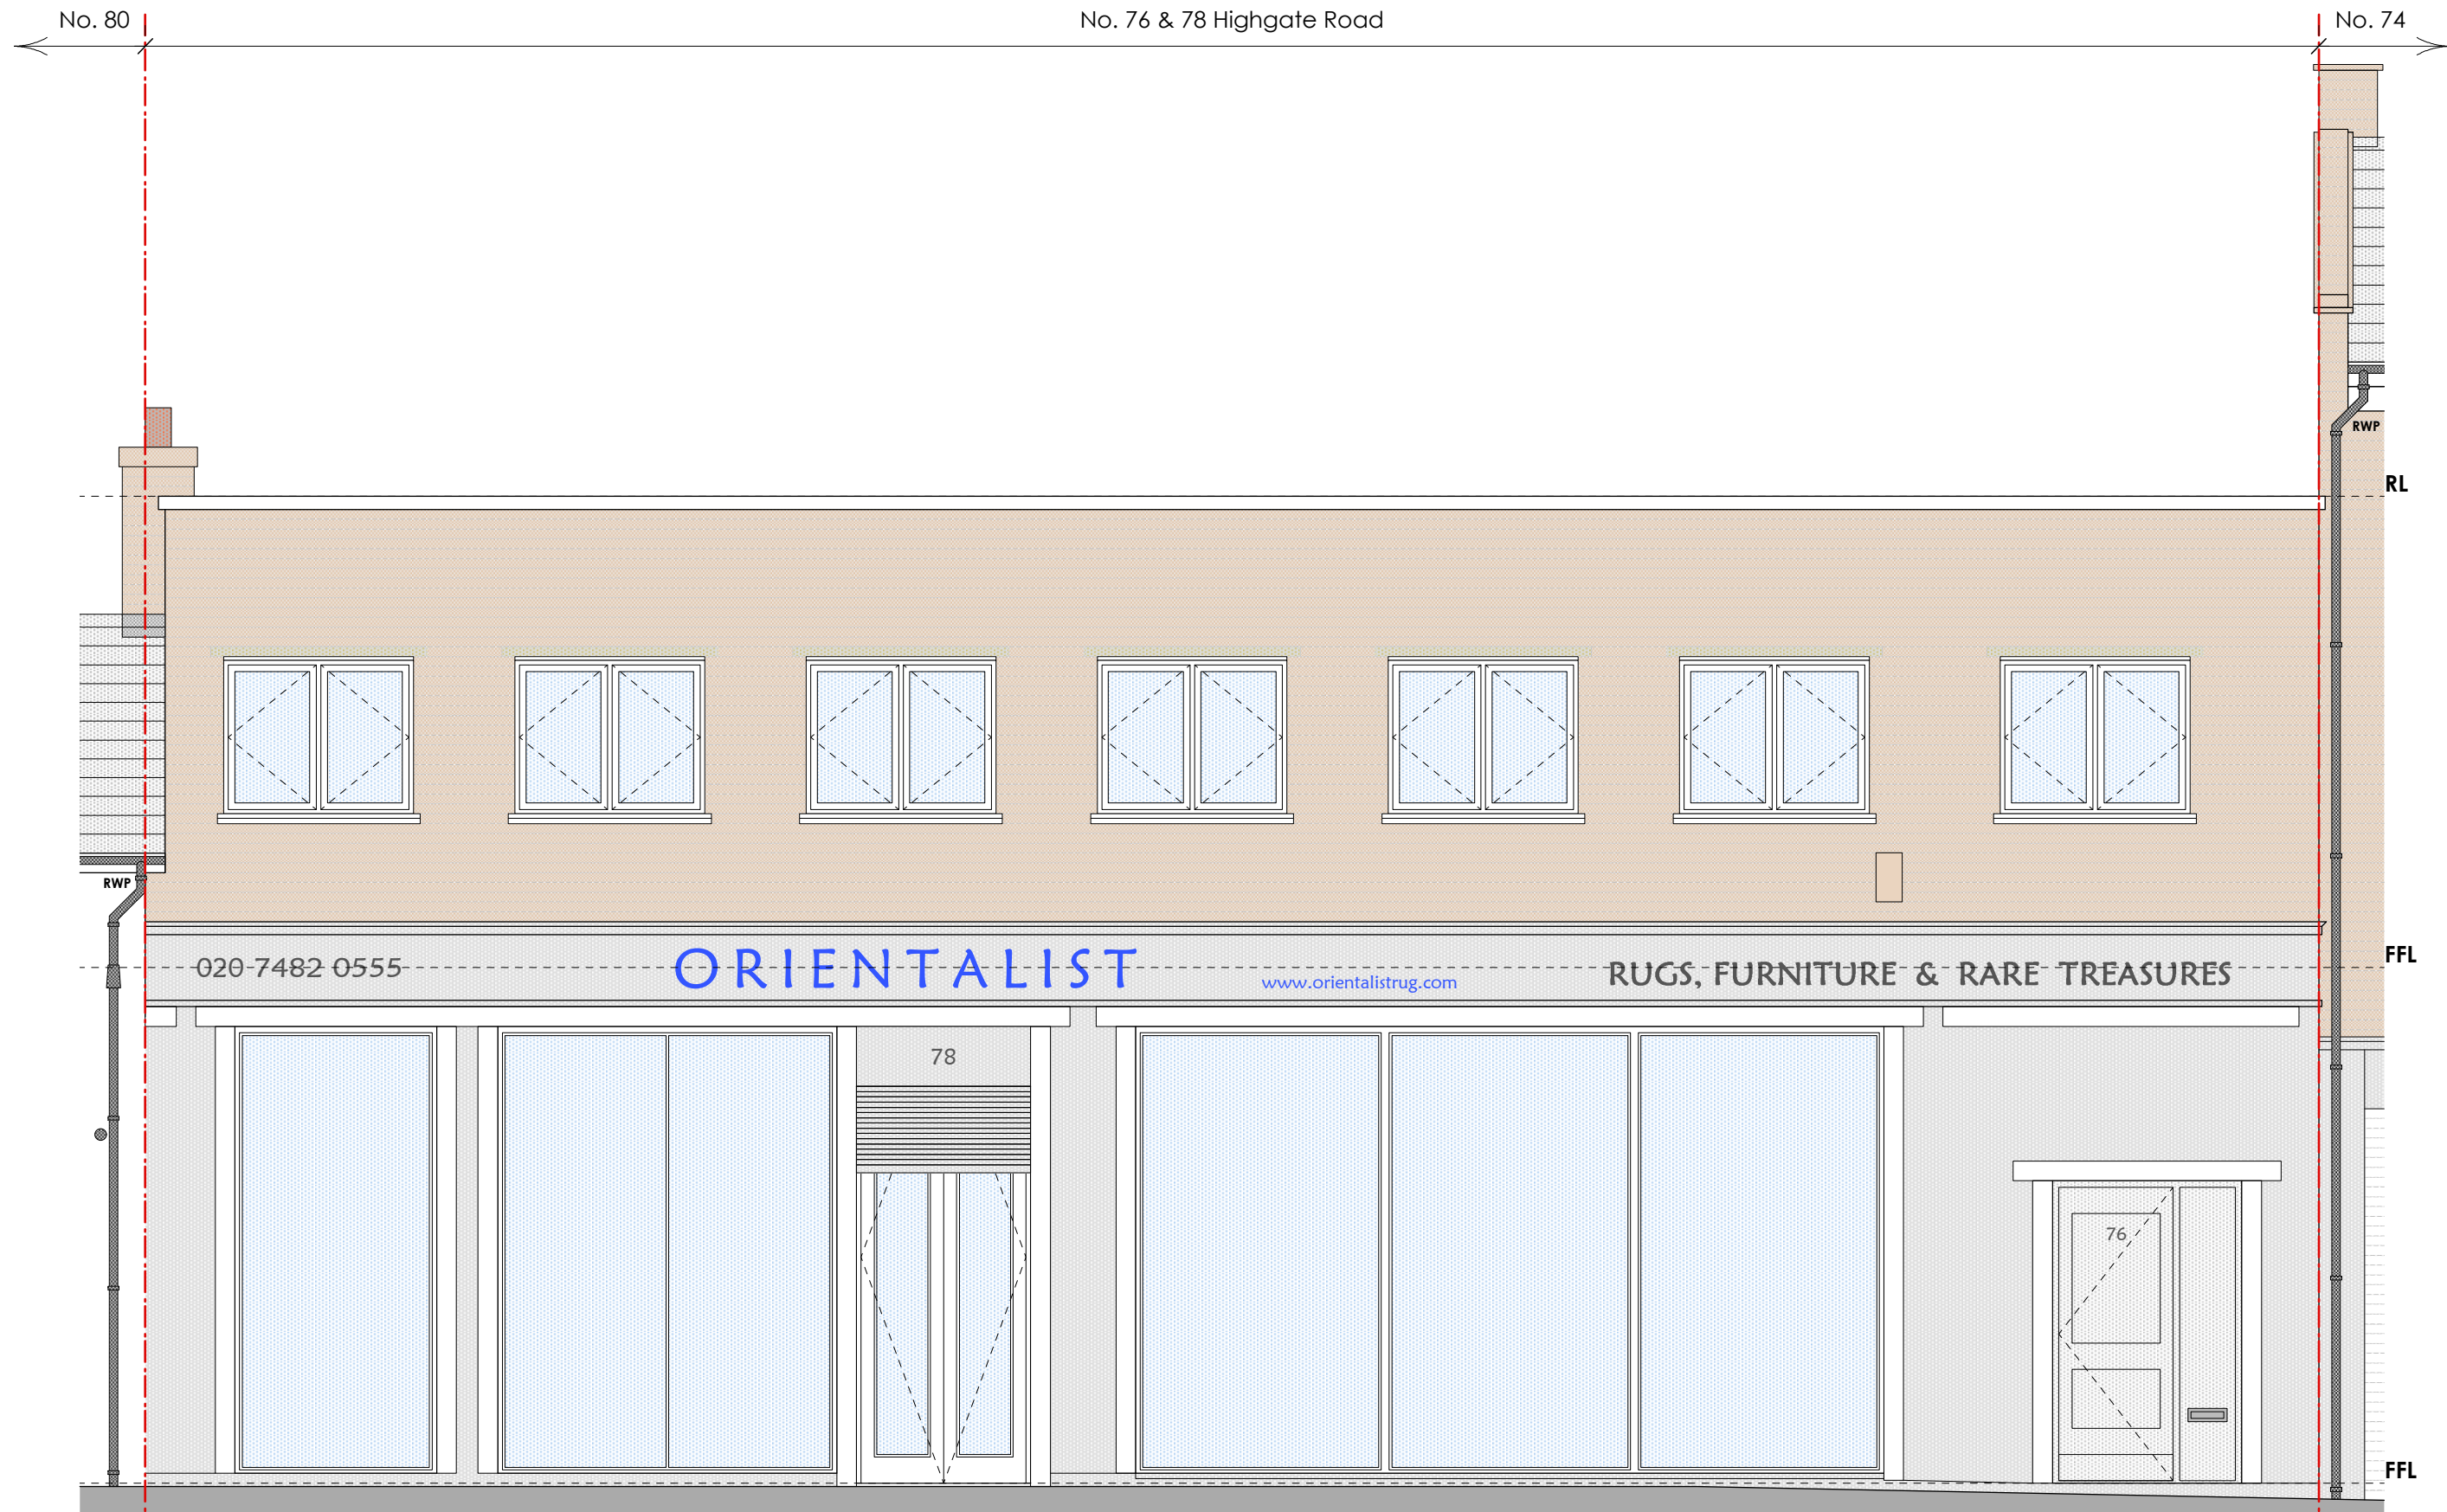 No. 80
No. 76 & 78 Highgate Road
No. 74
RWP
RL
RWP
020 7482 0555
ORIENTALIST
www.orientalistrug.com
RUGS, FURNITURE & RARE TREASURES
FFL
78
76
FFL